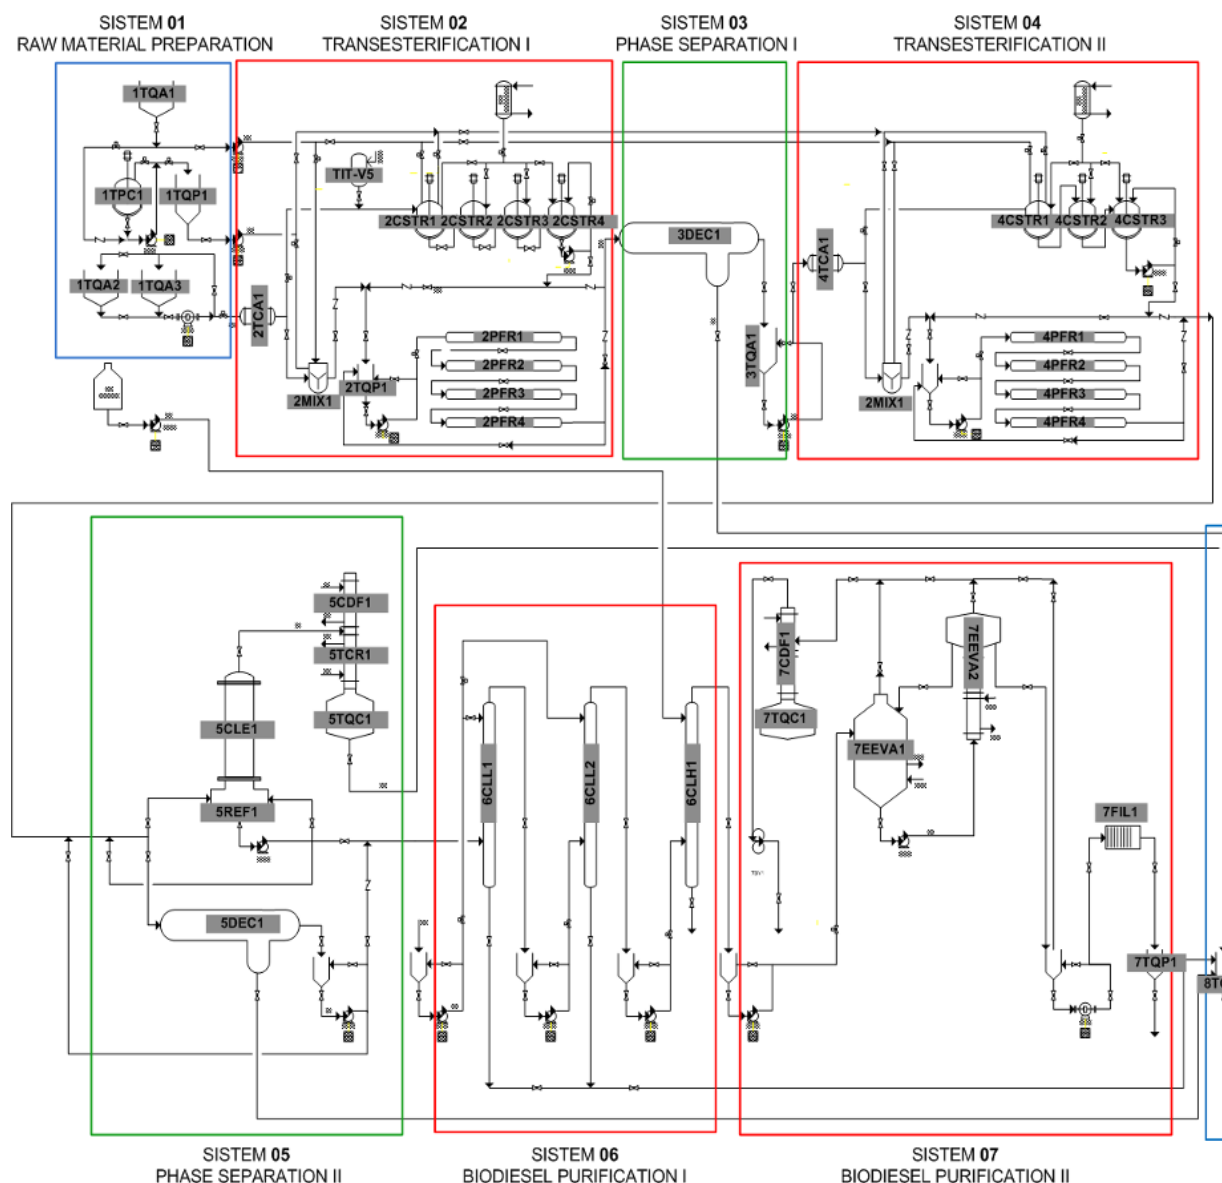 SISTEM 01
RAW MATERIAL PREPARATION
SISTEM 02
TRANSESTERIFICATION I
SISTEM 03
PHASE SEPARATION I
SISTEM 04
TRANSESTERIFICATION II
1TQA1
1TPC1
1TQP1
1TQA2
1TQA3
2TCA1
TIT-V5
2CSTR1
2CSTR2
2CSTR3
2CSTR4
2MIX1
2TQP1
2PFR1
2PFR2
2PFR3
2PFR4
3DEC1
3TQA1
4TCA1
4CSTR1
4CSTR2
4CSTR3
2MIX1
4PFR1
4PFR2
4PFR3
4PFR4
5CDF1
5TCR1
5TQC1
5CLE1
5REF1
5DEC1
6CLL1
6CLL2
6CLH1
7CDF1
7TQC1
7EEVA1
7EEVA2
7FIL1
7TQP1
SISTEM 05
PHASE SEPARATION II
SISTEM 06
BIODIESEL PURIFICATION I
SISTEM 07
BIODIESEL PURIFICATION II